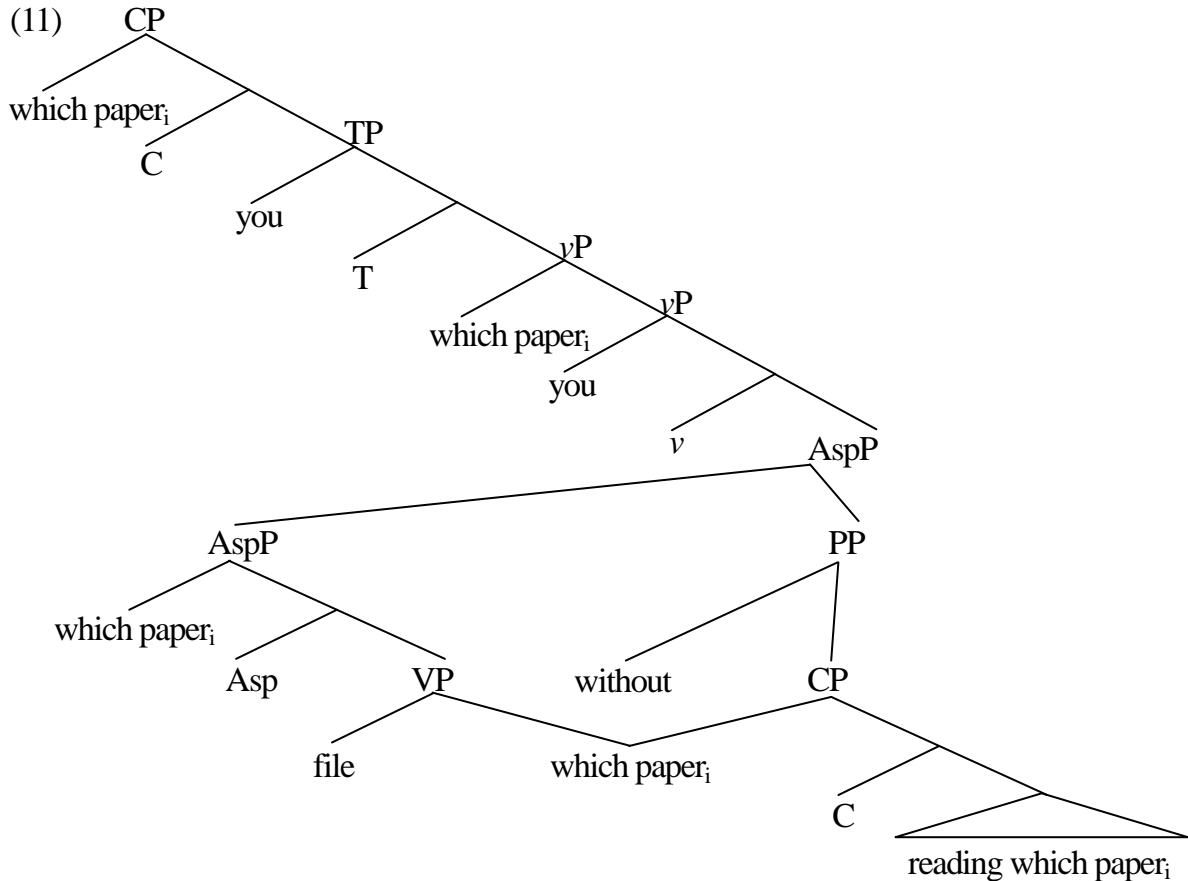 (11) CP
which paperᵢ
C
TP
you
T
vP
which paperᵢ
vP
you
v
AspP
AspP PP
which paperᵢ
Asp VP without CP
file which paperᵢ
C
reading which paperᵢ